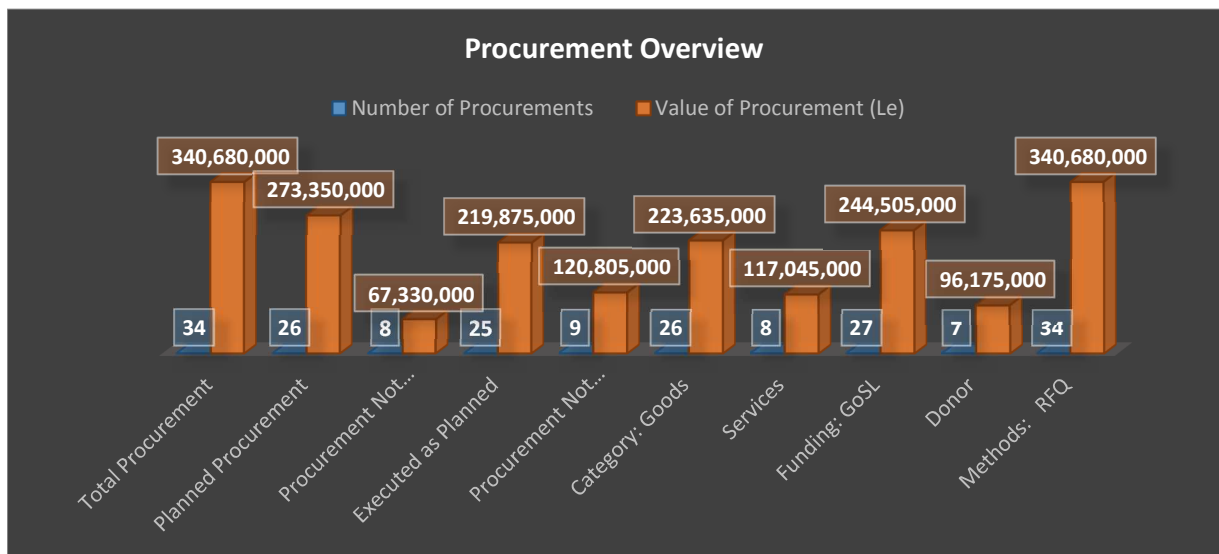 Procurement Overview
Number of Procurements
Value of Procurement (Le)
340,680,000
273,350,000
67,330,000
219,875,000
120,805,000
223,635,000
117,045,000
244,505,000
96,175,000
340,680,000
34
26
8
25
9
26
8
27
7
34
Total Procurement
Planned Procurement
Procurement Not...
Executed as Planned
Procurement Not...
Category: Goods
Services
Funding: GoSL
Donor
Methods:   RFQ